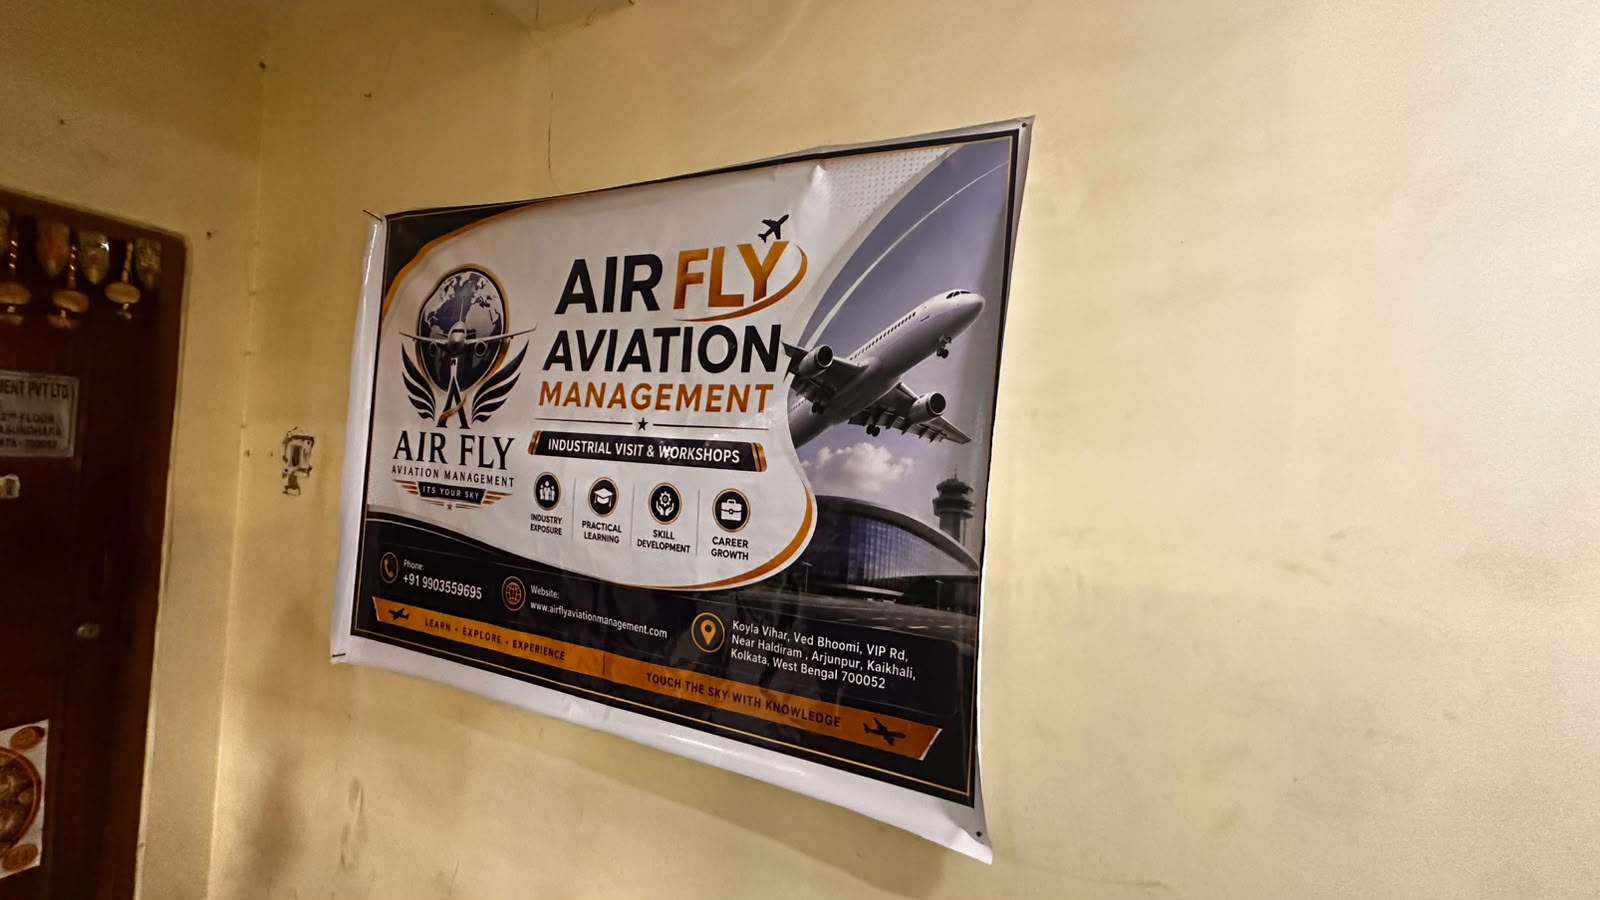 AIR FLY
AVIATION
MANAGEMENT
INDUSTRIAL VISIT & WORKSHOPS
INDUSTRY
EXPOSURE
PRACTICAL
LEARNING
SKILL
DEVELOPMENT
CAREER
GROWTH
AIR FLY
AVIATION MANAGEMENT
ITS YOUR SKY
Phone:
+91 9903559695
Website:
www.airflyaviationmanagement.com
Koyla Vihar, Ved Bhoomi, VIP Rd,
Near Haldiram , Arjunpur, Kaikhali,
Kolkata, West Bengal 700052
LEARN • EXPLORE • EXPERIENCE
TOUCH THE SKY WITH KNOWLEDGE
PVT LTD
FLOOR